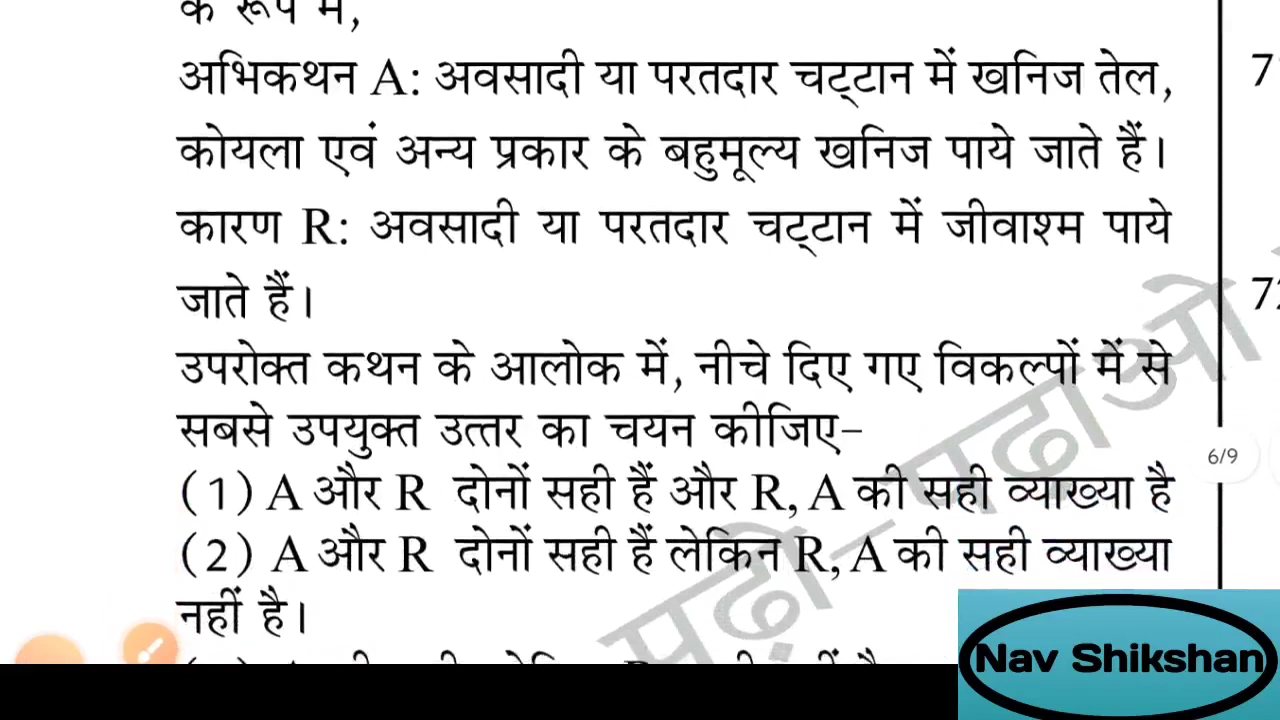 के रूप में,
अभिकथन A: अवसादी या परतदार चट्टान में खनिज तेल,
कोयला एवं अन्य प्रकार के बहुमूल्य खनिज पाये जाते हैं।
कारण R: अवसादी या परतदार चट्टान में जीवाश्म पाये
जाते हैं।
उपरोक्त कथन के आलोक में, नीचे दिए गए विकल्पों में से
सबसे उपयुक्त उत्तर का चयन कीजिए-
(1) A और R दोनों सही हैं और R, A की सही व्याख्या है
(2) A और R दोनों सही हैं लेकिन R, A की सही व्याख्या
नहीं है।
6/9
पढ़ो-पढ़ाओ
Nav Shikshan